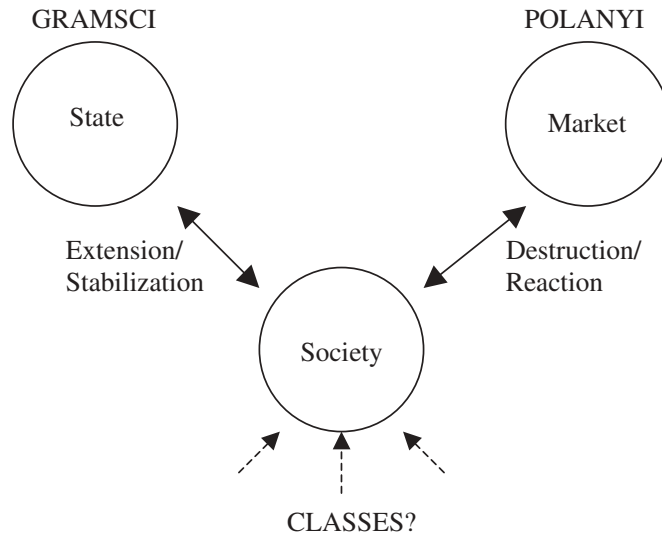 GRAMSCI
POLANYI
State
Market
Extension/
Stabilization
Destruction/
Reaction
Society
CLASSES?